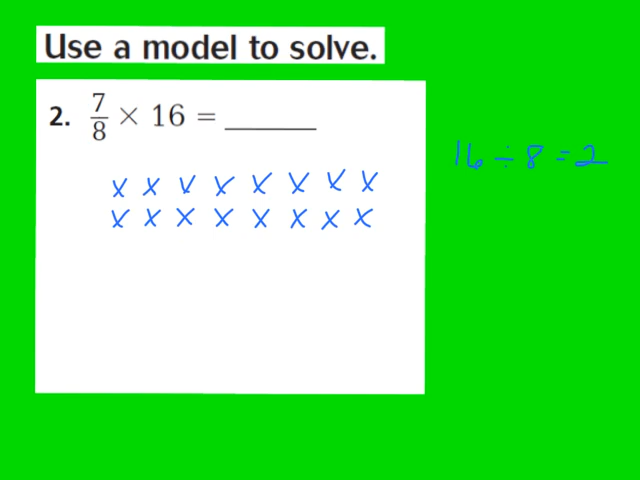 Use a model to solve.
2. 7/8 × 16 = ______
16 ÷ 8 = 2
x x v x x x x x
x x x x x x x x